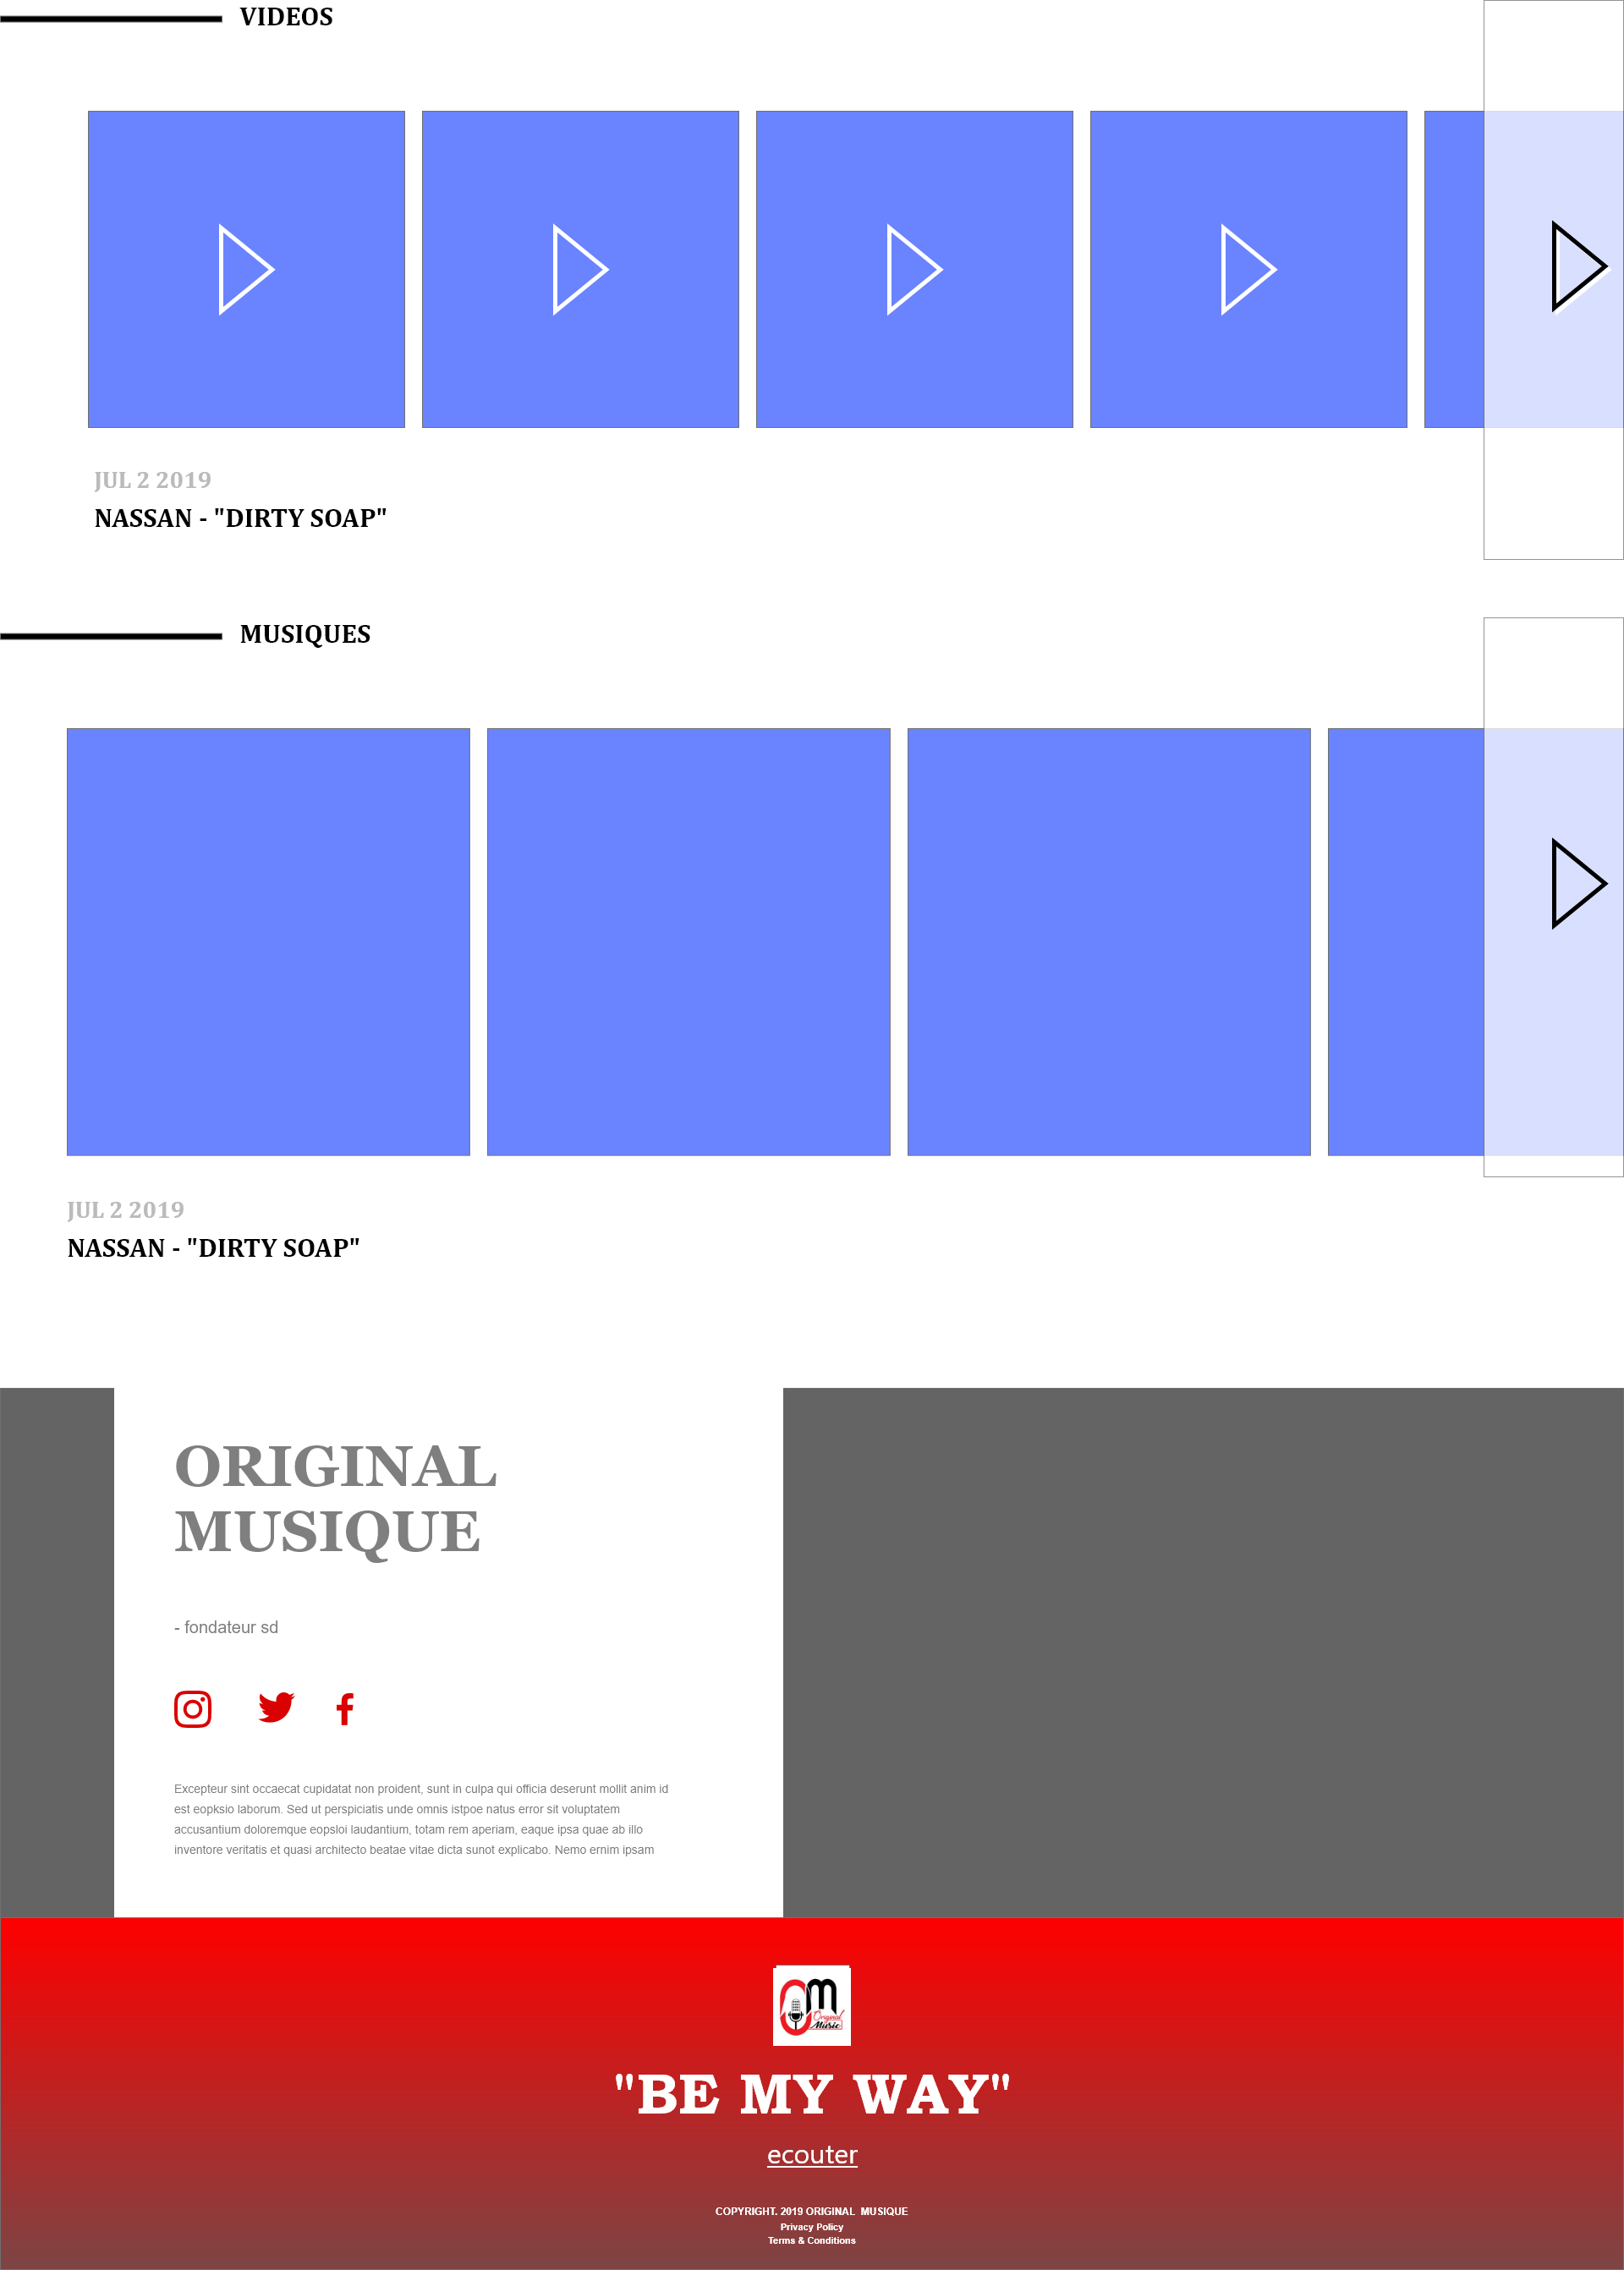 VIDEOS
JUL 2 2019
NASSAN - "DIRTY SOAP"
MUSIQUES
JUL 2 2019
NASSAN - "DIRTY SOAP"
ORIGINAL
MUSIQUE
- fondateur sd
Excepteur sint occaecat cupidatat non proident, sunt in culpa qui officia deserunt mollit anim id
est eopksio laborum. Sed ut perspiciatis unde omnis istpoe natus error sit voluptatem
accusantium doloremque eopsloi laudantium, totam rem aperiam, eaque ipsa quae ab illo
inventore veritatis et quasi architecto beatae vitae dicta sunot explicabo. Nemo ernim ipsam
OM
Original
Music
"BE MY WAY"
ecouter
COPYRIGHT. 2019 ORIGINAL MUSIQUE
Privacy Policy
Terms & Conditions